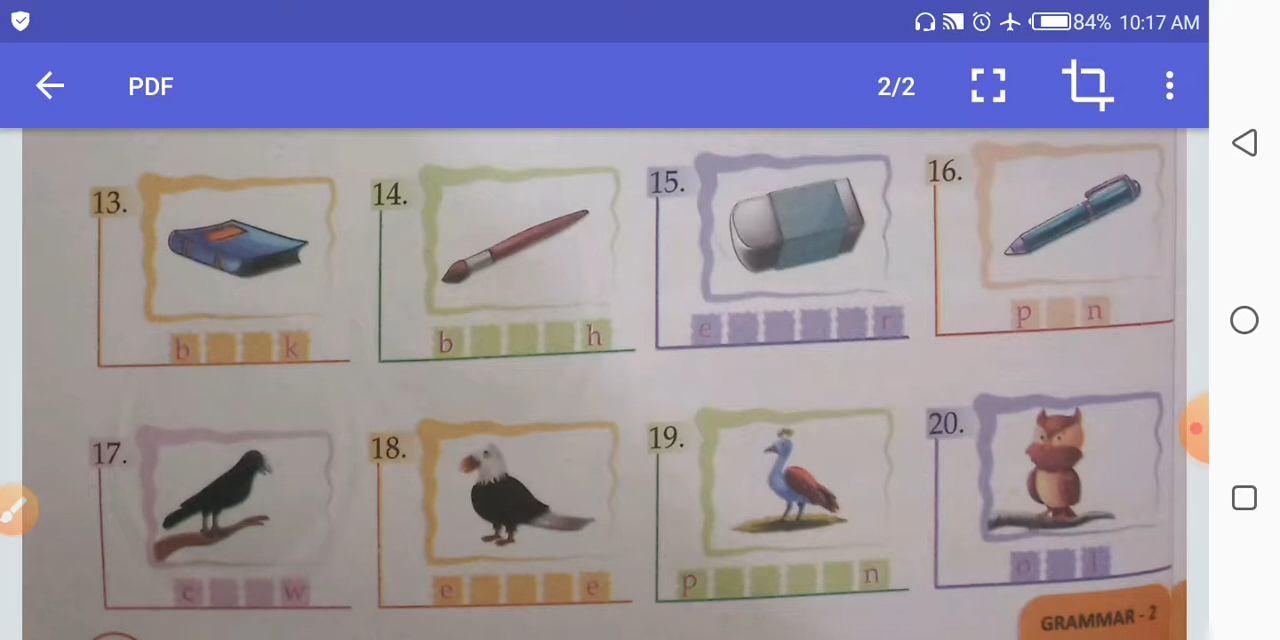 84% 10:17 AM
PDF 2/2
13. 14. 15. 16.
b k b h e r p n
17. 18. 19. 20.
c w e e p n o l
GRAMMAR - 2